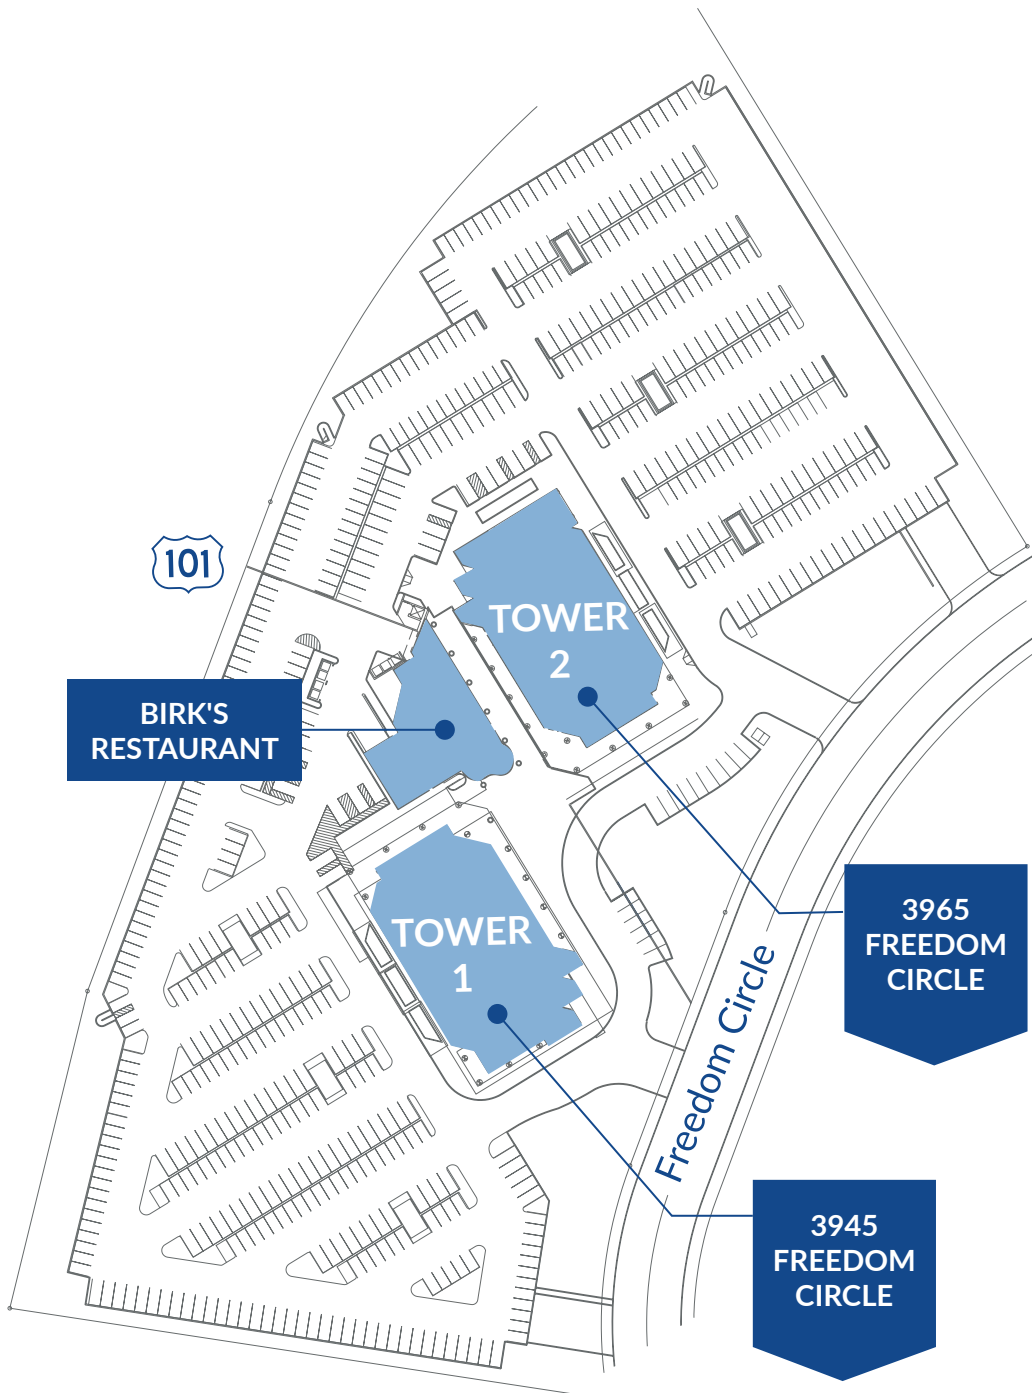 101
TOWER
2
BIRK'S
RESTAURANT
TOWER
1
3965
FREEDOM
CIRCLE
Freedom Circle
3945
FREEDOM
CIRCLE